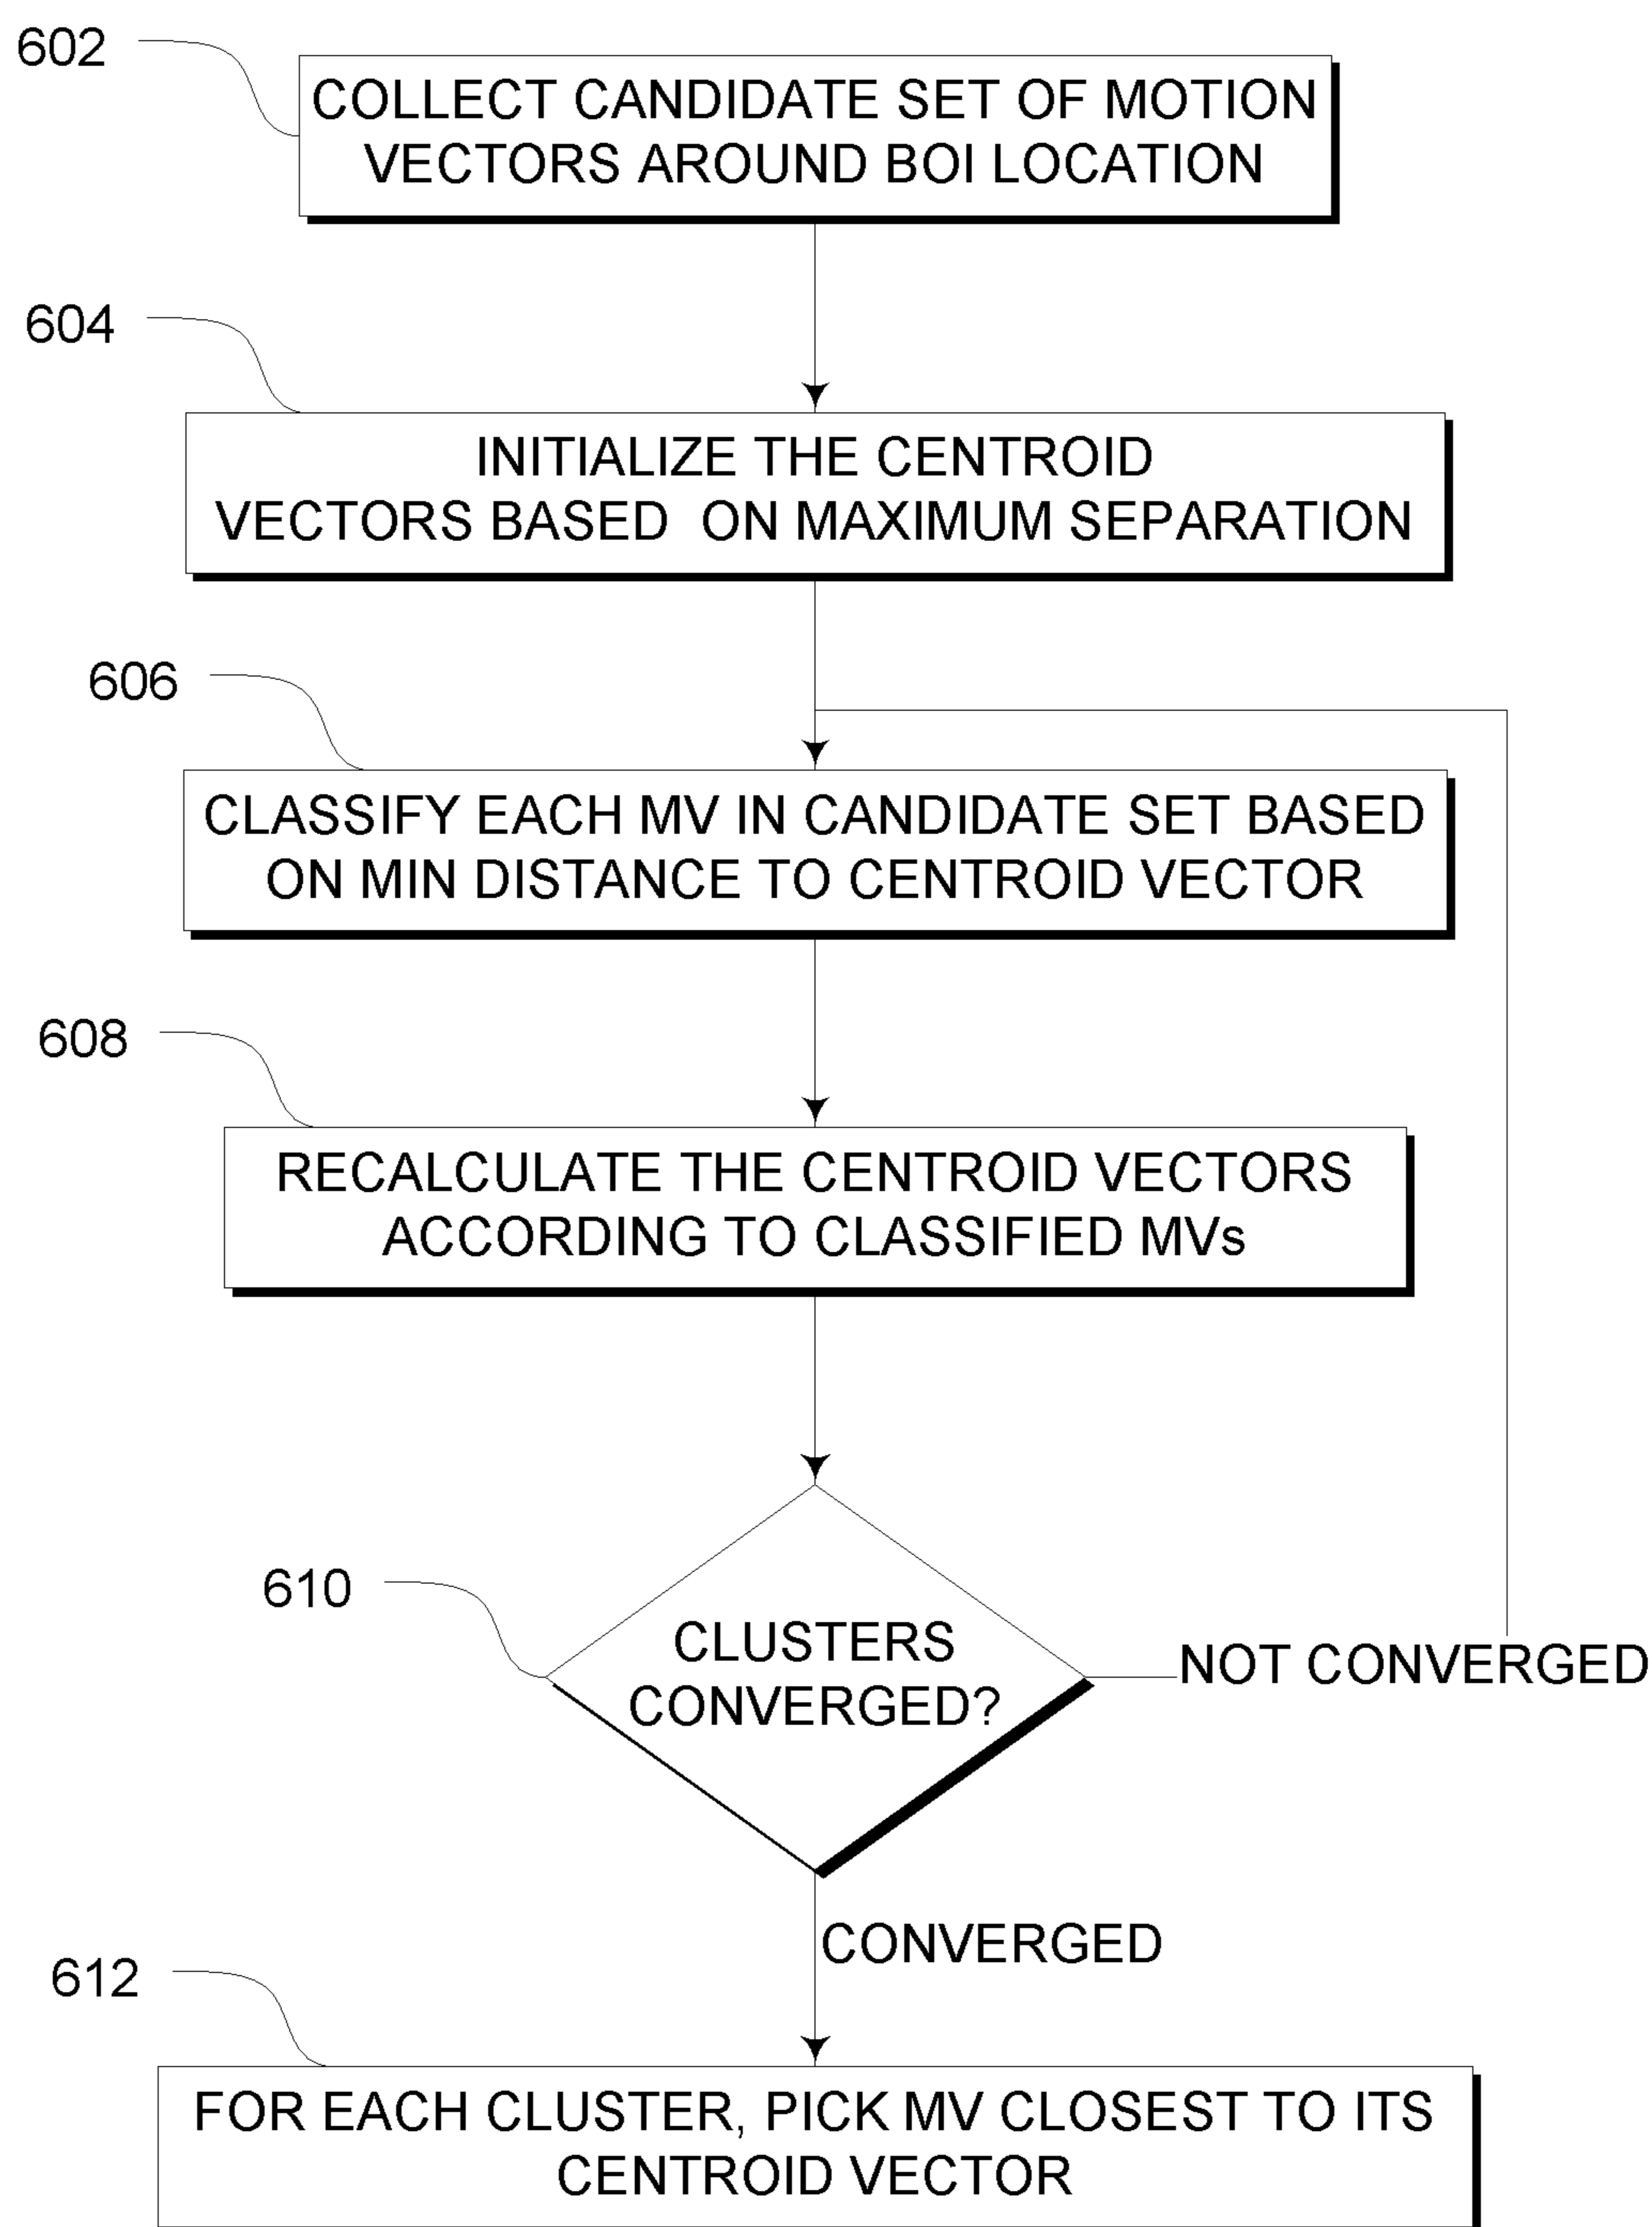 602
COLLECT CANDIDATE SET OF MOTION
VECTORS AROUND BOI LOCATION
604
INITIALIZE THE CENTROID
VECTORS BASED ON MAXIMUM SEPARATION
606
CLASSIFY EACH MV IN CANDIDATE SET BASED
ON MIN DISTANCE TO CENTROID VECTOR
608
RECALCULATE THE CENTROID VECTORS
ACCORDING TO CLASSIFIED MVs
610
CLUSTERS
CONVERGED?
NOT CONVERGED
CONVERGED
612
FOR EACH CLUSTER, PICK MV CLOSEST TO ITS
CENTROID VECTOR